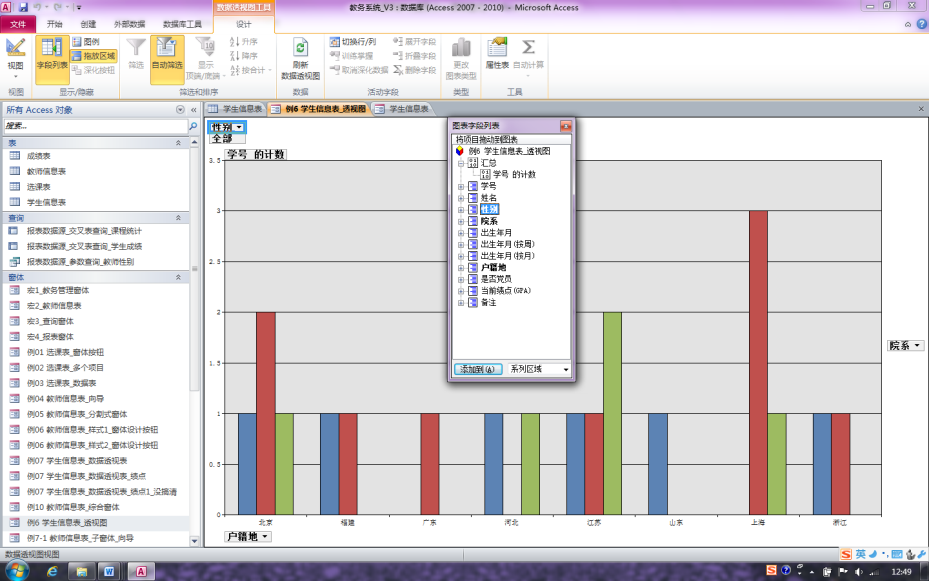 数据透视图工具
教务系统_V3 : 数据库 (Access 2007 - 2010) - Microsoft Access
文件 开始 创建 外部数据 数据库工具 设计
视图 字段列表 图例 拖放区域 深化按钮
筛选 自动筛选 显示 顶端/底端 升序 降序 按合计
刷新 数据透视图
切换行/列 训练掌握 取消深化数据 展开字段 折叠字段 删除字段
更改 图表类型 属性表 自动计算
视图 显示/隐藏 筛选和排序 数据 活动字段 类型 工具
所有 Access 对象
搜索...
表
成绩表
教师信息表
选课表
学生信息表
查询
报表数据源_交叉表查询_课程统计
报表数据源_交叉表查询_学生成绩
报表数据源_参数查询_教师性别
窗体
宏1_教务管理窗体
宏2_教师信息表
宏3_查询窗体
宏4_报表窗体
例01 选课表_窗体按钮
例02 选课表_多个项目
例03 选课表_数据表
例04 教师信息表_向导
例05 教师信息表_分割式窗体
例06 教师信息表_样式1_窗体设计按钮
例06 教师信息表_样式2_窗体设计按钮
例07 学生信息表_数据透视表
例07 学生信息表_数据透视表_绩点
例07 学生信息表_数据透视表_绩点1_没搞清
例10 教师信息表_综合窗体
例6 学生信息表_透视图
例7-1 教师信息表_子窗体_向导
学生信息表 例6 学生信息表_透视图 学生信息表
性别
全部
学号 的计数
3.5
3
2.5
2
1.5
1
0.5
0
北京 福建 广东 河北 江苏 山东 上海 浙江
户籍地
院系
图表字段列表
将项目拖动到图表
例6 学生信息表_透视图
汇总
学号 的计数
学号
姓名
性别
院系
出生年月
出生年月(按周)
出生年月(按月)
户籍地
是否党员
当前绩点(GPA)
备注
添加到(A) 系列区域
数据透视图视图
英
12:49